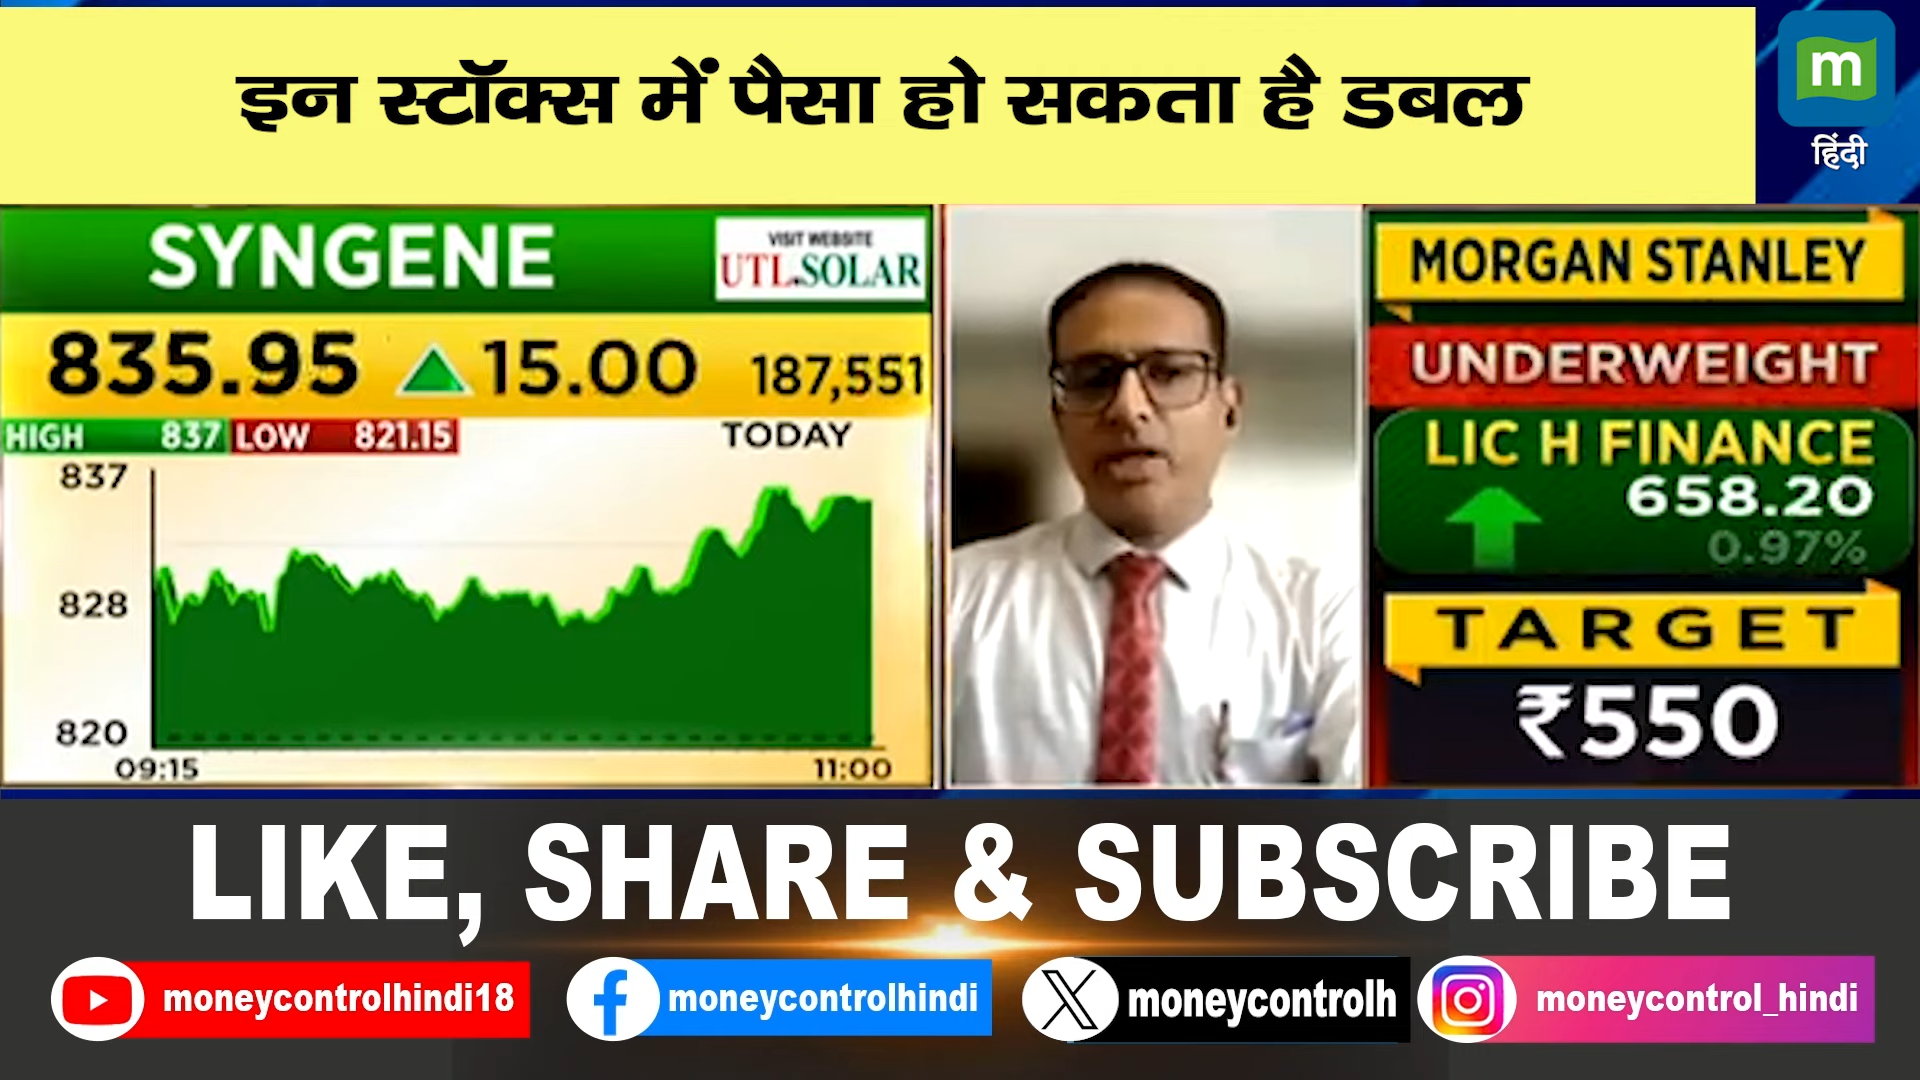 इन स्टॉक्स में पैसा हो सकता है डबल
m
हिंदी
SYNGENE
VISIT WEBSITE
UTL.SOLAR
835.95 ▲ 15.00 187,551
HIGH 837 LOW 821.15 TODAY
837
828
820
09:15 11:00
MORGAN STANLEY
UNDERWEIGHT
LIC H FINANCE
658.20
0.97%
TARGET
₹550
LIKE, SHARE & SUBSCRIBE
moneycontrolhindi18
moneycontrolhindi
moneycontrolh
moneycontrol_hindi